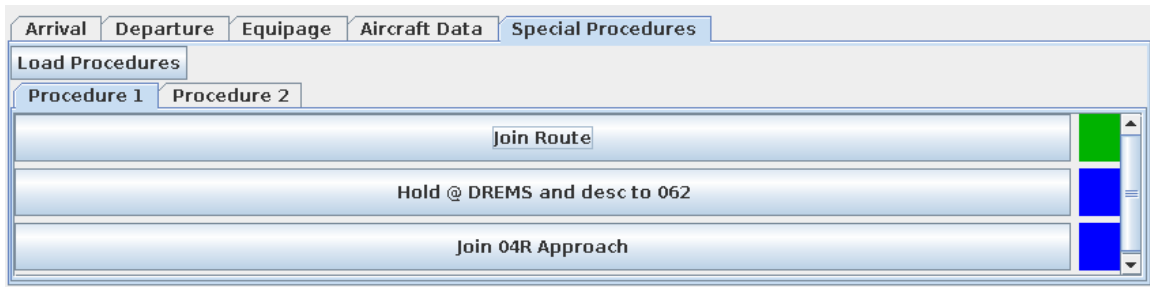 Arrival Departure Equipage Aircraft Data Special Procedures
Load Procedures
Procedure 1 Procedure 2
Join Route
Hold @ DREMS and desc to 062
Join 04R Approach